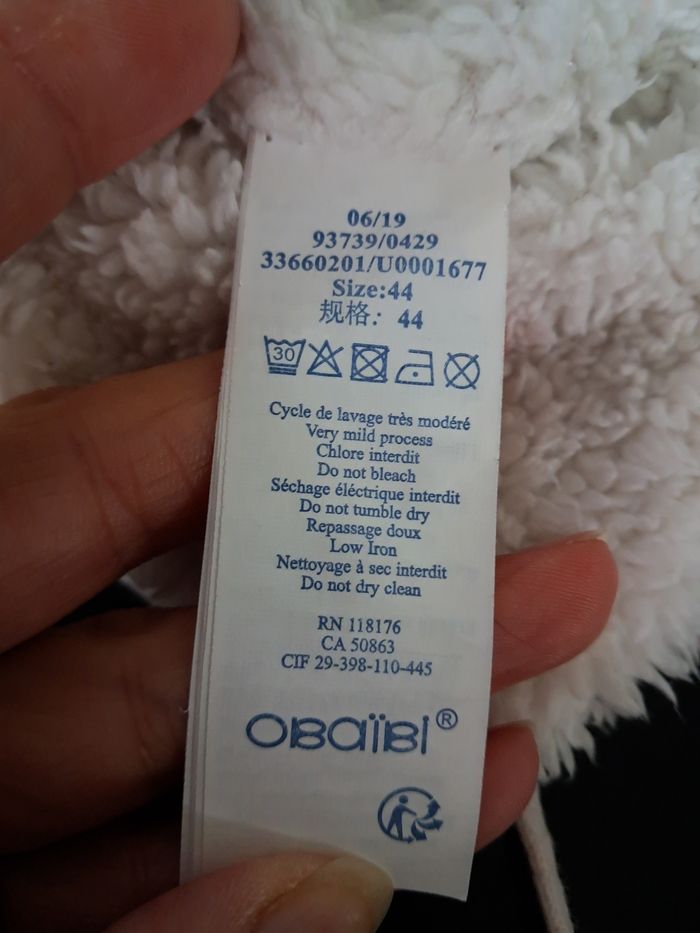 06/19
93739/0429
33660201/U0001677
Size:44
规格: 44
30
Cycle de lavage très modéré
Very mild process
Chlore interdit
Do not bleach
Séchage éléctrique interdit
Do not tumble dry
Repassage doux
Low Iron
Nettoyage à sec interdit
Do not dry clean
RN 118176
CA 50863
CIF 29-398-110-445
OBaïBi®